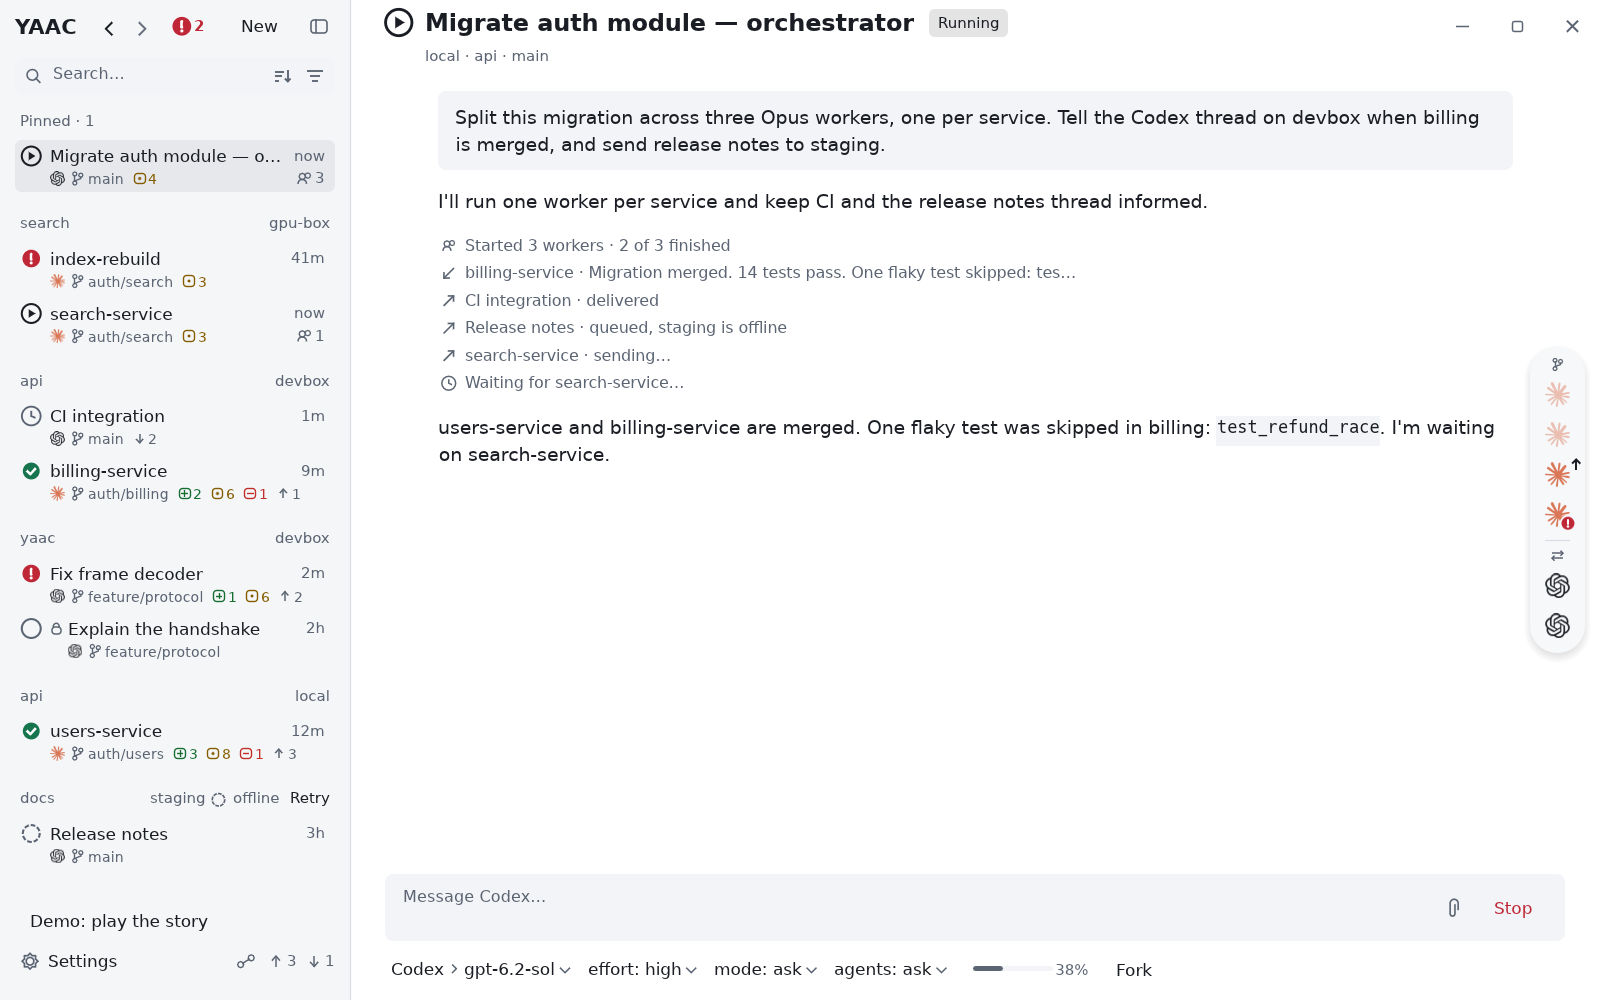 YAAC
2
New
Search…
Pinned · 1
Migrate auth module — o… now
main 4 3
search gpu-box
index-rebuild 41m
auth/search 3
search-service now
auth/search 3 1
api devbox
CI integration 1m
main 2
billing-service 9m
auth/billing 2 6 1 1
yaac devbox
Fix frame decoder 2m
feature/protocol 1 6 2
Explain the handshake 2h
feature/protocol
api local
users-service 12m
auth/users 3 8 1 3
docs staging offline Retry
Release notes 3h
main
Demo: play the story
Settings 3 1
Migrate auth module — orchestrator Running
local · api · main
Split this migration across three Opus workers, one per service. Tell the Codex thread on devbox when billing
is merged, and send release notes to staging.
I'll run one worker per service and keep CI and the release notes thread informed.
Started 3 workers · 2 of 3 finished
billing-service · Migration merged. 14 tests pass. One flaky test skipped: tes…
CI integration · delivered
Release notes · queued, staging is offline
search-service · sending…
Waiting for search-service…
users-service and billing-service are merged. One flaky test was skipped in billing: test_refund_race. I'm waiting
on search-service.
Message Codex…
Stop
Codex gpt-6.2-sol effort: high mode: ask agents: ask 38% Fork